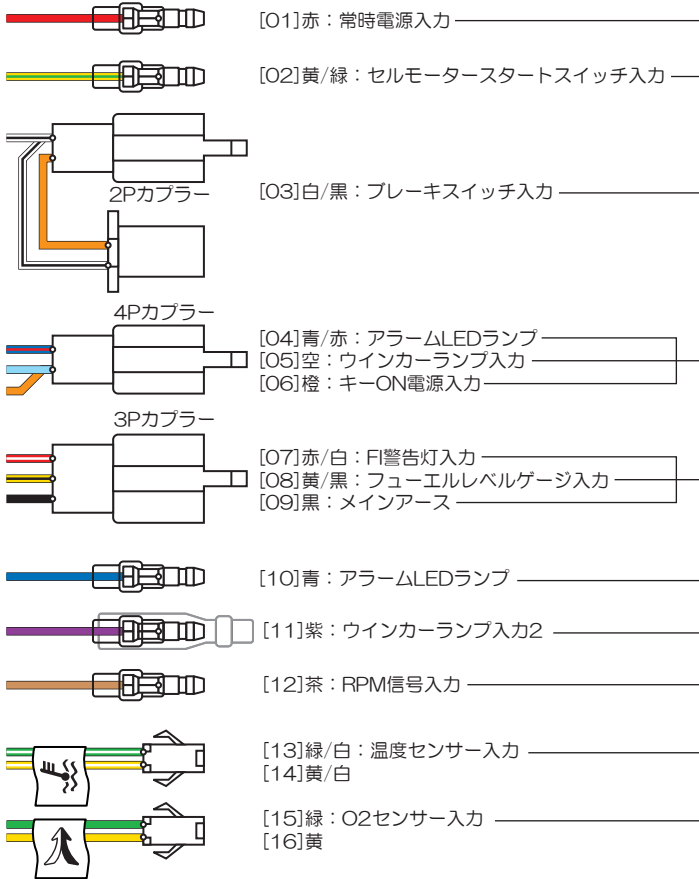 [01]赤：常時電源入力
[02]黄/緑：セルモータースタートスイッチ入力
2Pカプラー
[03]白/黒：ブレーキスイッチ入力
4Pカプラー
[04]青/赤：アラームLEDランプ
[05]空：ウインカーランプ入力
[06]橙：キーON電源入力
3Pカプラー
[07]赤/白：FI警告灯入力
[08]黄/黒：フューエルレベルゲージ入力
[09]黒：メインアース
[10]青：アラームLEDランプ
[11]紫：ウインカーランプ入力2
[12]茶：RPM信号入力
[13]緑/白：温度センサー入力
[14]黄/白
[15]緑：O2センサー入力
[16]黄